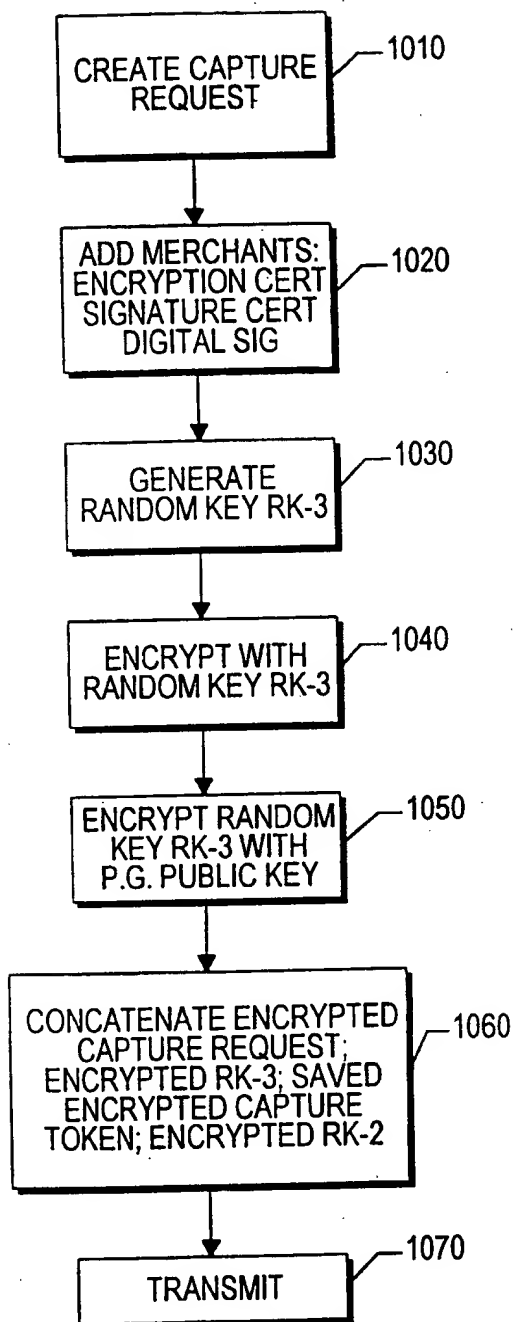 CREATE CAPTURE
REQUEST
1010
ADD MERCHANTS:
ENCRYPTION CERT
SIGNATURE CERT
DIGITAL SIG
1020
GENERATE
RANDOM KEY RK-3
1030
ENCRYPT WITH
RANDOM KEY RK-3
1040
ENCRYPT RANDOM
KEY RK-3 WITH
P.G. PUBLIC KEY
1050
CONCATENATE ENCRYPTED
CAPTURE REQUEST;
ENCRYPTED RK-3; SAVED
ENCRYPTED CAPTURE
TOKEN; ENCRYPTED RK-2
1060
TRANSMIT
1070